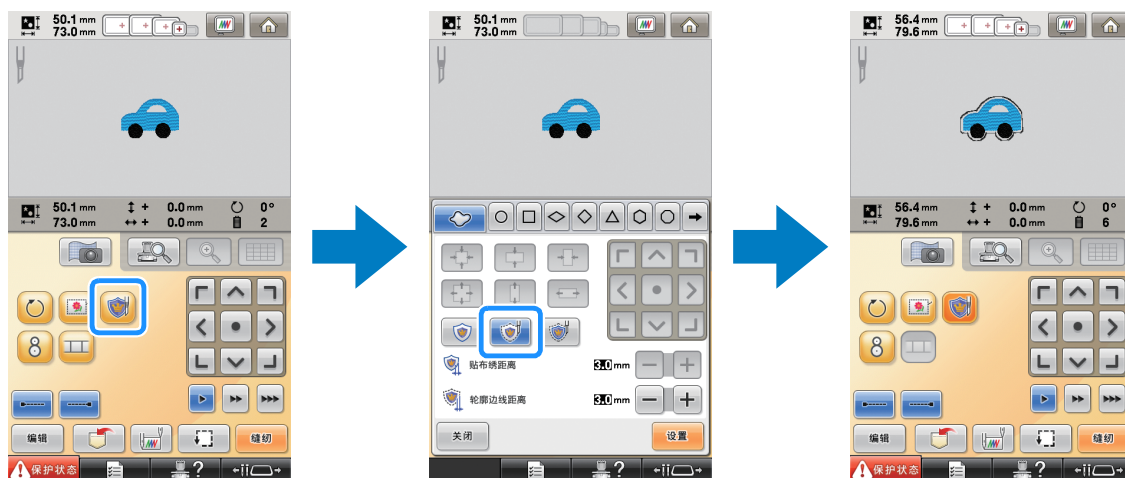 50.1 mm
73.0 mm
50.1 mm
73.0 mm
↕ + 0.0 mm
↔ + 0.0 mm
0°
2
8
编辑
缝纫
保护状态
?
50.1 mm
73.0 mm
贴布绣距离 3.0 mm
轮廓边线距离 3.0 mm
关闭
设置
?
56.4 mm
79.6 mm
56.4 mm
79.6 mm
↕ + 0.0 mm
↔ + 0.0 mm
0°
6
8
编辑
缝纫
保护状态
?